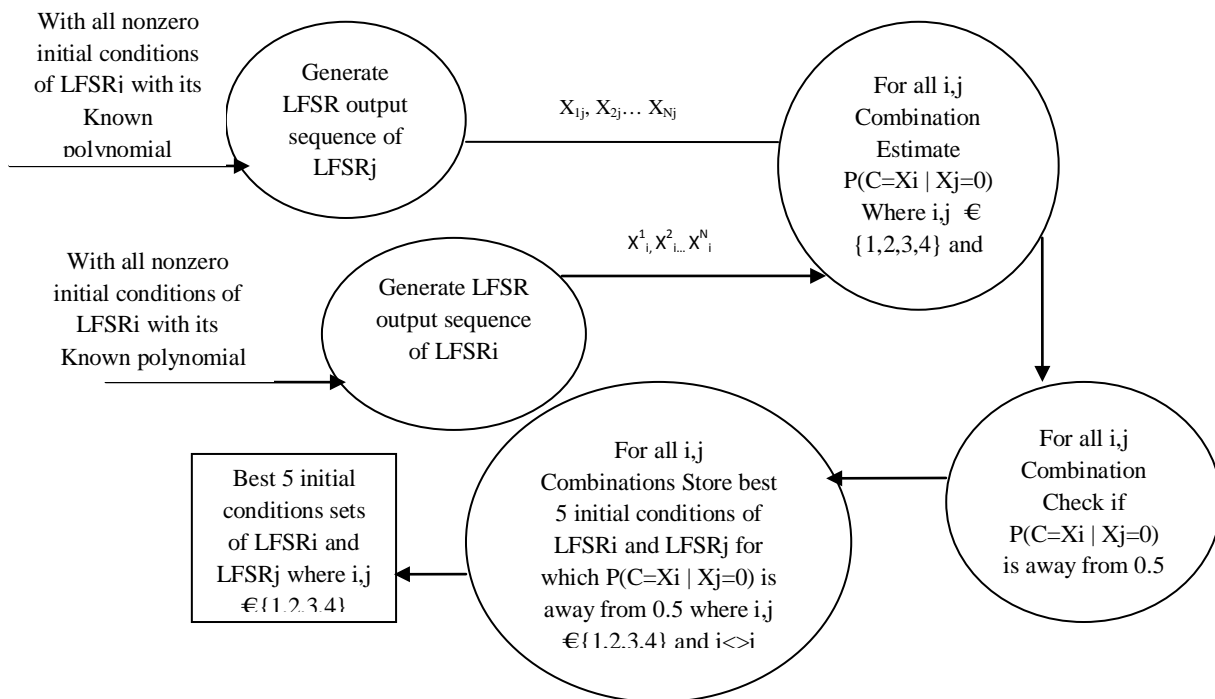 With all nonzero
initial conditions
of LFSRj with its
Known
polynomial
Generate
LFSR output
sequence of
LFSRj
X1j, X2j… XNj
For all i,j
Combination
Estimate
P(C=Xi | Xj=0)
Where i,j €
{1,2,3,4} and
With all nonzero
initial conditions of
LFSRi with its
Known polynomial
Generate LFSR
output sequence
of LFSRi
X¹i, X²i… Xᴺi
For all i,j
Combination
Check if
P(C=Xi | Xj=0)
is away from 0.5
For all i,j
Combinations Store best
5 initial conditions of
LFSRi and LFSRj for
which P(C=Xi | Xj=0) is
away from 0.5 where i,j
€{1,2,3,4} and i<>j
Best 5 initial
conditions sets
of LFSRi and
LFSRj where i,j
€{1,2,3,4}